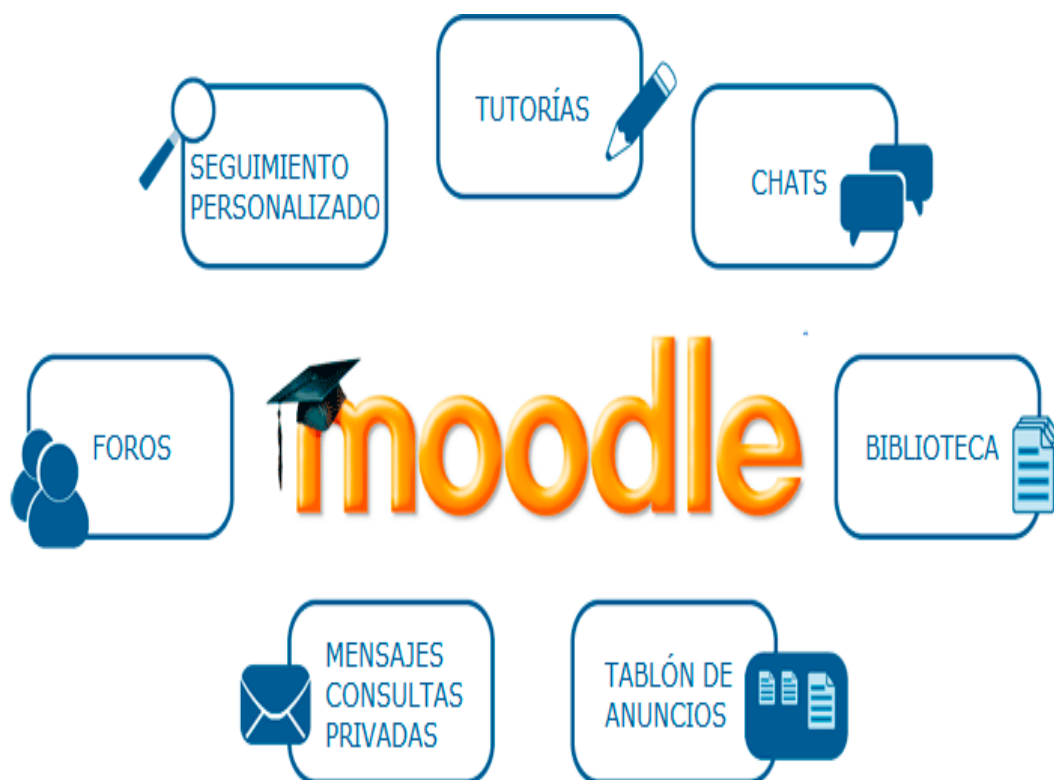 TUTORÍAS
SEGUIMIENTO
PERSONALIZADO
CHATS
FOROS
moodle
BIBLIOTECA
MENSAJES
CONSULTAS
PRIVADAS
TABLÓN DE
ANUNCIOS